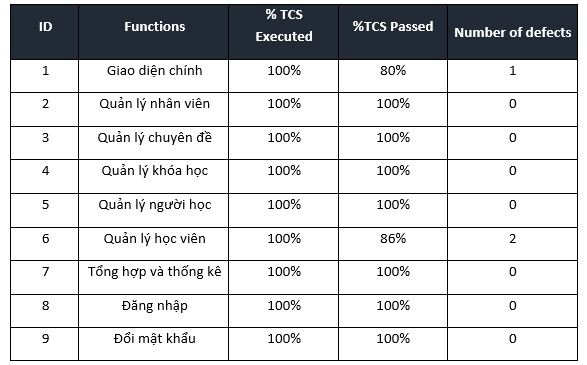 ID Functions % TCS Executed %TCS Passed Number of defects
1 Giao diện chính 100% 80% 1
2 Quản lý nhân viên 100% 100% 0
3 Quản lý chuyên đề 100% 100% 0
4 Quản lý khóa học 100% 100% 0
5 Quản lý người học 100% 100% 0
6 Quản lý học viên 100% 86% 2
7 Tổng hợp và thống kê 100% 100% 0
8 Đăng nhập 100% 100% 0
9 Đổi mật khẩu 100% 100% 0